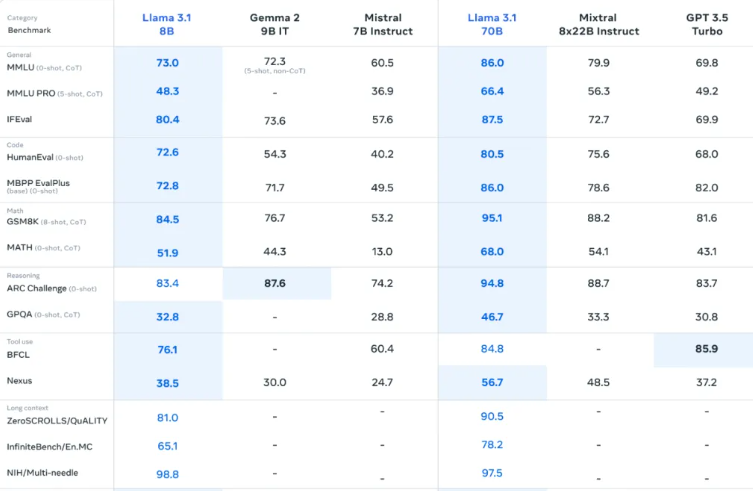 Category
Benchmark
Llama 3.1 8B
Gemma 2 9B IT
Mistral 7B Instruct
Llama 3.1 70B
Mixtral 8x22B Instruct
GPT 3.5 Turbo
General
MMLU (0-shot, CoT) 73.0 72.3 (5-shot, non-CoT) 60.5 86.0 79.9 69.8
MMLU PRO (5-shot, CoT) 48.3 - 36.9 66.4 56.3 49.2
IFEval 80.4 73.6 57.6 87.5 72.7 69.9
Code
HumanEval (0-shot) 72.6 54.3 40.2 80.5 75.6 68.0
MBPP EvalPlus (base) (0-shot) 72.8 71.7 49.5 86.0 78.6 82.0
Math
GSM8K (8-shot, CoT) 84.5 76.7 53.2 95.1 88.2 81.6
MATH (0-shot, CoT) 51.9 44.3 13.0 68.0 54.1 43.1
Reasoning
ARC Challenge (0-shot) 83.4 87.6 74.2 94.8 88.7 83.7
GPQA (0-shot, CoT) 32.8 - 28.8 46.7 33.3 30.8
Tool use
BFCL 76.1 - 60.4 84.8 - 85.9
Nexus 38.5 30.0 24.7 56.7 48.5 37.2
Long context
ZeroSCROLLS/QuALITY 81.0 - - 90.5 - -
InfiniteBench/En.MC 65.1 - - 78.2 - -
NIH/Multi-needle 98.8 - - 97.5 - -